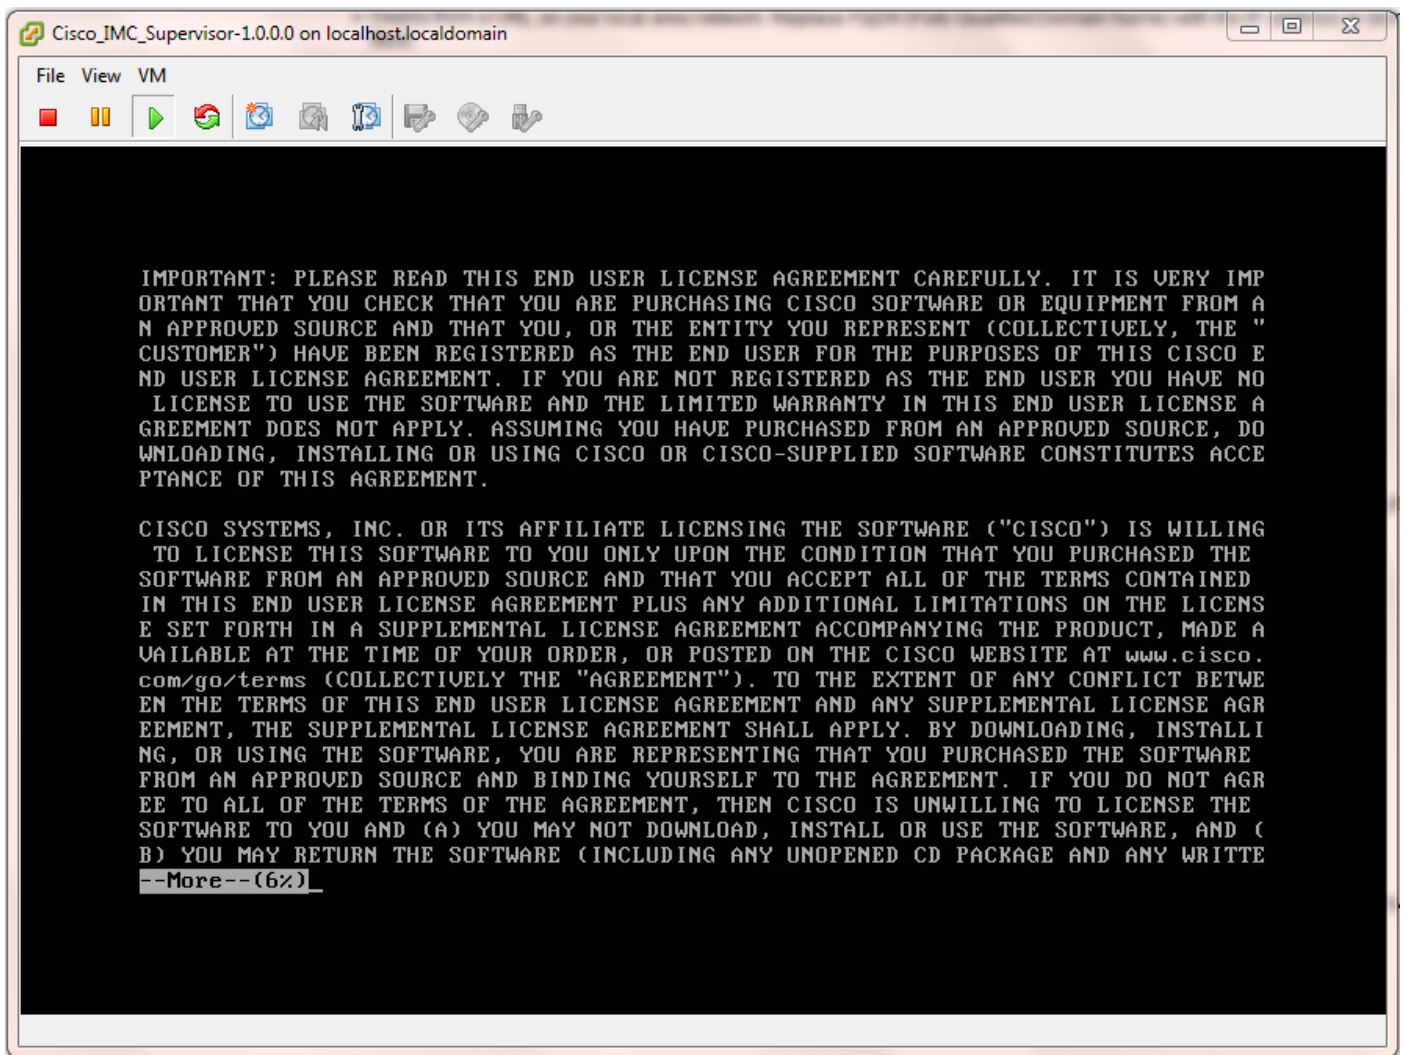 Cisco_IMC_Supervisor-1.0.0.0 on localhost.localdomain
File View VM
IMPORTANT: PLEASE READ THIS END USER LICENSE AGREEMENT CAREFULLY. IT IS VERY IMP
ORTANT THAT YOU CHECK THAT YOU ARE PURCHASING CISCO SOFTWARE OR EQUIPMENT FROM A
N APPROVED SOURCE AND THAT YOU, OR THE ENTITY YOU REPRESENT (COLLECTIVELY, THE "
CUSTOMER") HAVE BEEN REGISTERED AS THE END USER FOR THE PURPOSES OF THIS CISCO E
ND USER LICENSE AGREEMENT. IF YOU ARE NOT REGISTERED AS THE END USER YOU HAVE NO
 LICENSE TO USE THE SOFTWARE AND THE LIMITED WARRANTY IN THIS END USER LICENSE A
GREEMENT DOES NOT APPLY. ASSUMING YOU HAVE PURCHASED FROM AN APPROVED SOURCE, DO
WNLOADING, INSTALLING OR USING CISCO OR CISCO-SUPPLIED SOFTWARE CONSTITUTES ACCE
PTANCE OF THIS AGREEMENT.
CISCO SYSTEMS, INC. OR ITS AFFILIATE LICENSING THE SOFTWARE ("CISCO") IS WILLING
 TO LICENSE THIS SOFTWARE TO YOU ONLY UPON THE CONDITION THAT YOU PURCHASED THE
SOFTWARE FROM AN APPROVED SOURCE AND THAT YOU ACCEPT ALL OF THE TERMS CONTAINED
IN THIS END USER LICENSE AGREEMENT PLUS ANY ADDITIONAL LIMITATIONS ON THE LICENS
E SET FORTH IN A SUPPLEMENTAL LICENSE AGREEMENT ACCOMPANYING THE PRODUCT, MADE A
VAILABLE AT THE TIME OF YOUR ORDER, OR POSTED ON THE CISCO WEBSITE AT www.cisco.
com/go/terms (COLLECTIVELY THE "AGREEMENT"). TO THE EXTENT OF ANY CONFLICT BETWE
EN THE TERMS OF THIS END USER LICENSE AGREEMENT AND ANY SUPPLEMENTAL LICENSE AGR
EEMENT, THE SUPPLEMENTAL LICENSE AGREEMENT SHALL APPLY. BY DOWNLOADING, INSTALLI
NG, OR USING THE SOFTWARE, YOU ARE REPRESENTING THAT YOU PURCHASED THE SOFTWARE
FROM AN APPROVED SOURCE AND BINDING YOURSELF TO THE AGREEMENT. IF YOU DO NOT AGR
EE TO ALL OF THE TERMS OF THE AGREEMENT, THEN CISCO IS UNWILLING TO LICENSE THE
SOFTWARE TO YOU AND (A) YOU MAY NOT DOWNLOAD, INSTALL OR USE THE SOFTWARE, AND (
B) YOU MAY RETURN THE SOFTWARE (INCLUDING ANY UNOPENED CD PACKAGE AND ANY WRITTE
--More--(6%)